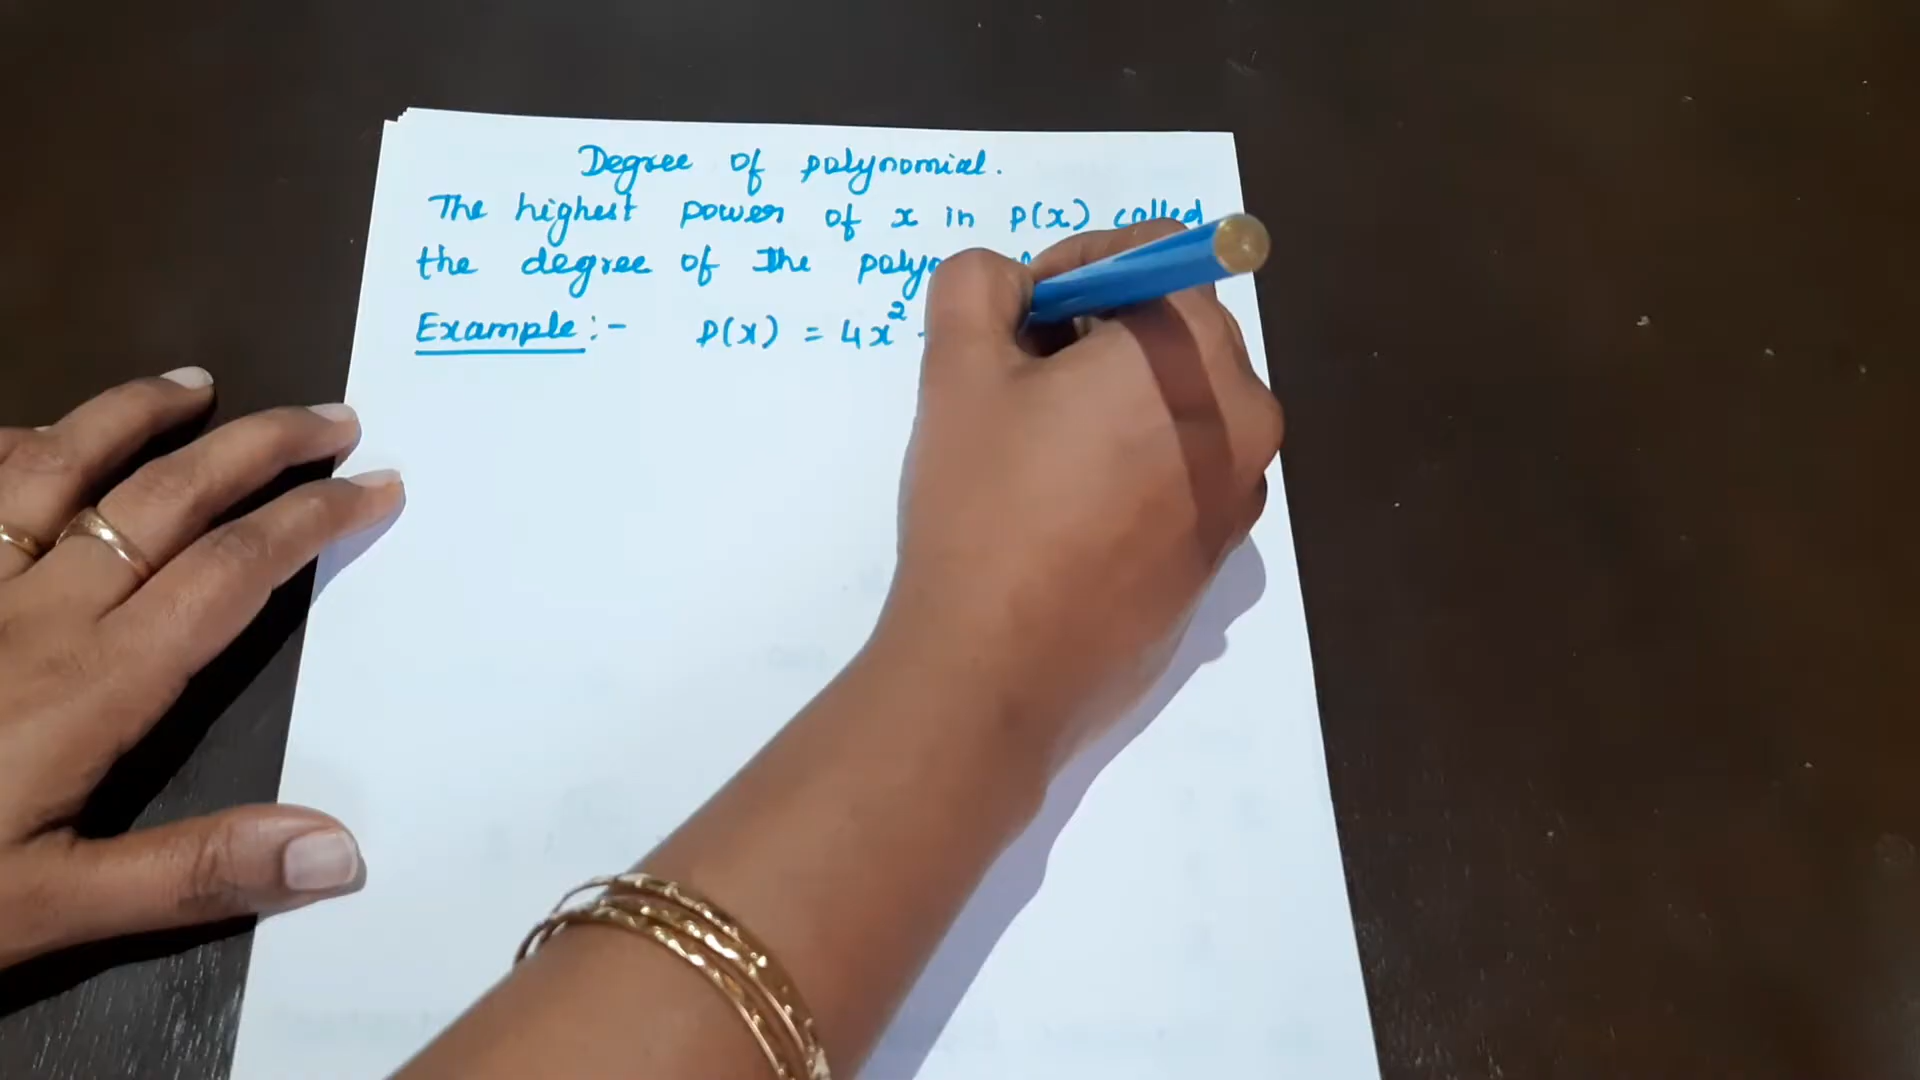 Degree of polynomial.
The highest power of x in p(x) called
the degree of the
Example :- P(x) = 4x²